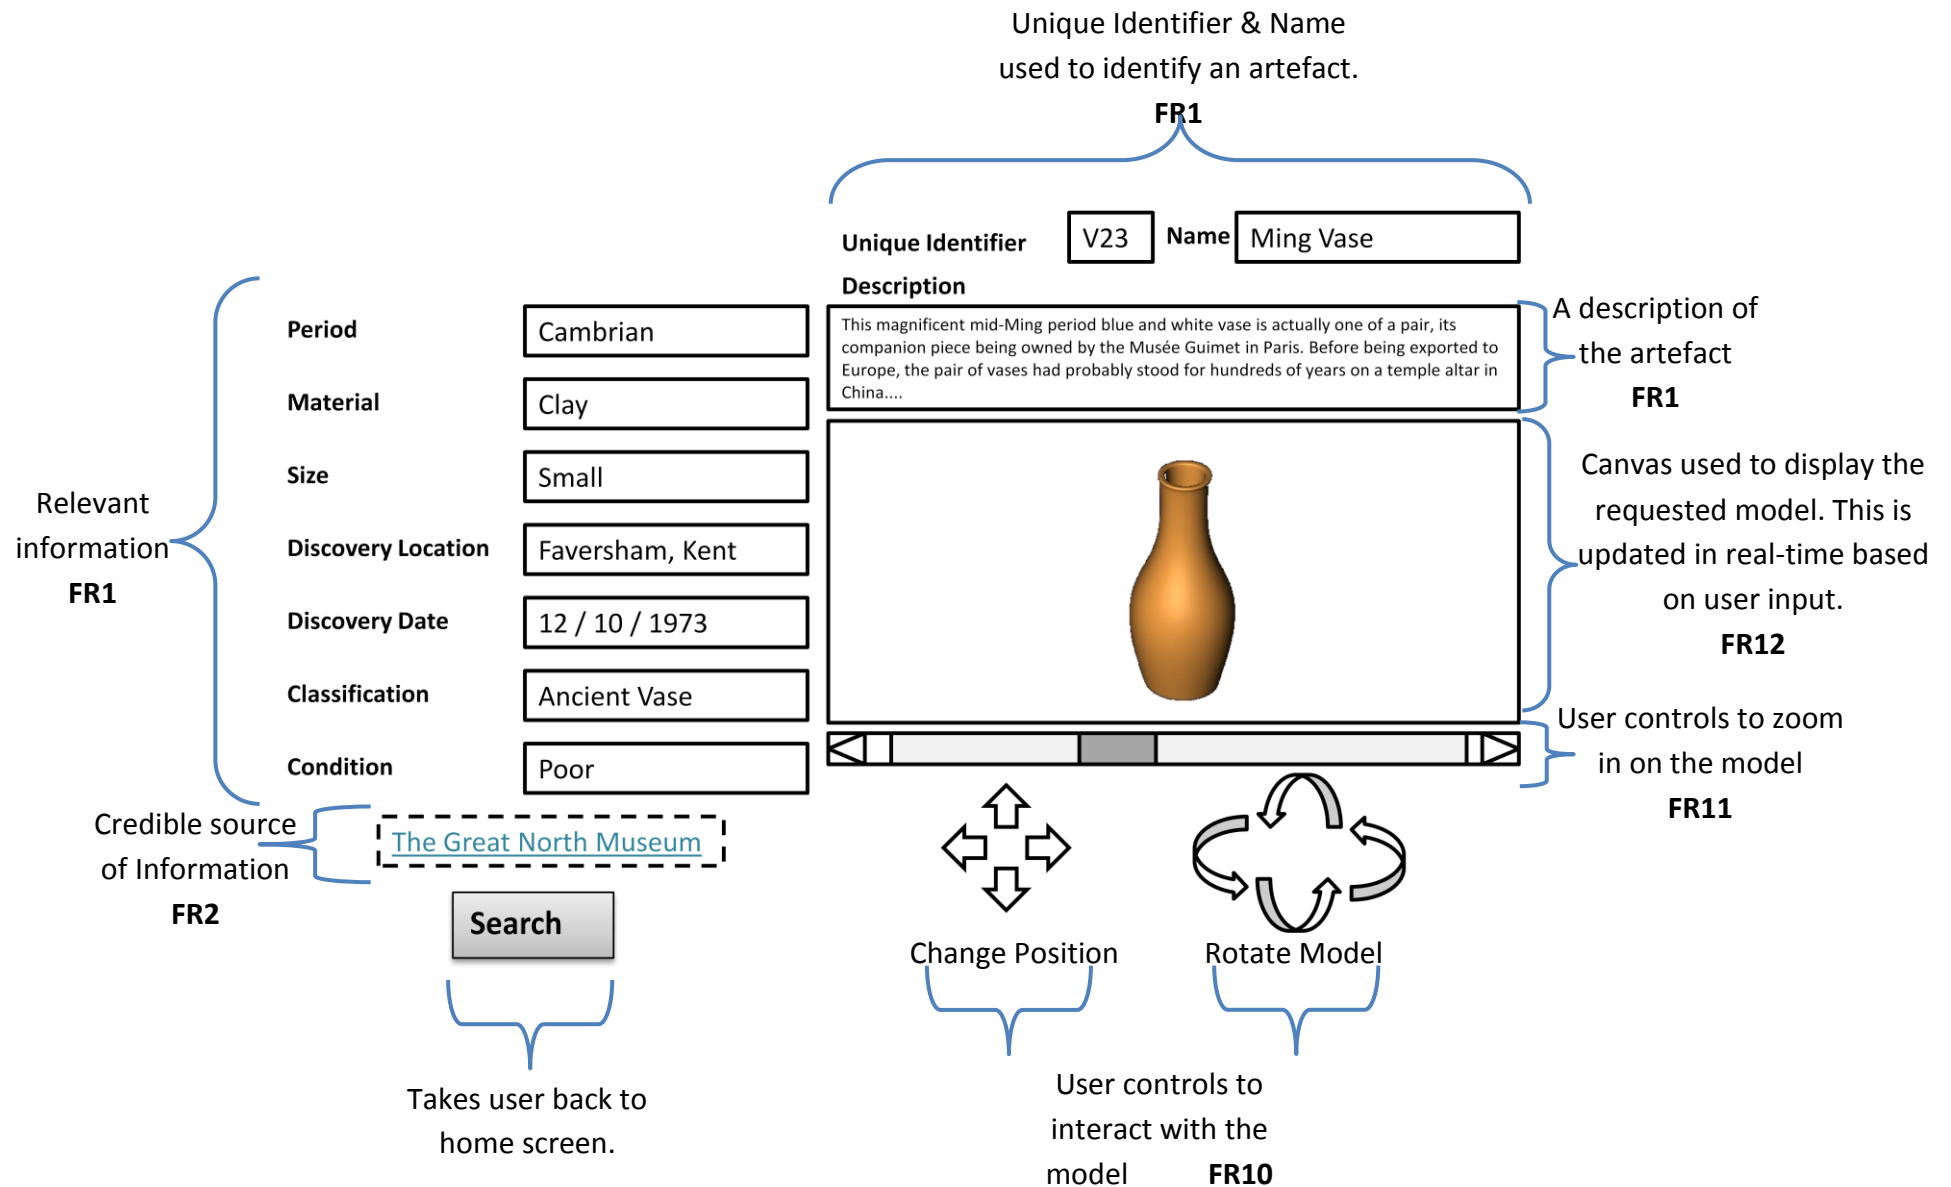 Unique Identifier & Name
used to identify an artefact.
FR1
Unique Identifier
V23
Name
Ming Vase
Description
This magnificent mid-Ming period blue and white vase is actually one of a pair, its
companion piece being owned by the Musée Guimet in Paris. Before being exported to
Europe, the pair of vases had probably stood for hundreds of years on a temple altar in
China....
A description of
the artefact
FR1
Relevant
information
FR1
Period
Cambrian
Material
Clay
Size
Small
Discovery Location
Faversham, Kent
Discovery Date
12 / 10 / 1973
Classification
Ancient Vase
Condition
Poor
Canvas used to display the
requested model. This is
updated in real-time based
on user input.
FR12
User controls to zoom
in on the model
FR11
Credible source
of Information
FR2
The Great North Museum
Search
Takes user back to
home screen.
Change Position
Rotate Model
User controls to
interact with the
model FR10